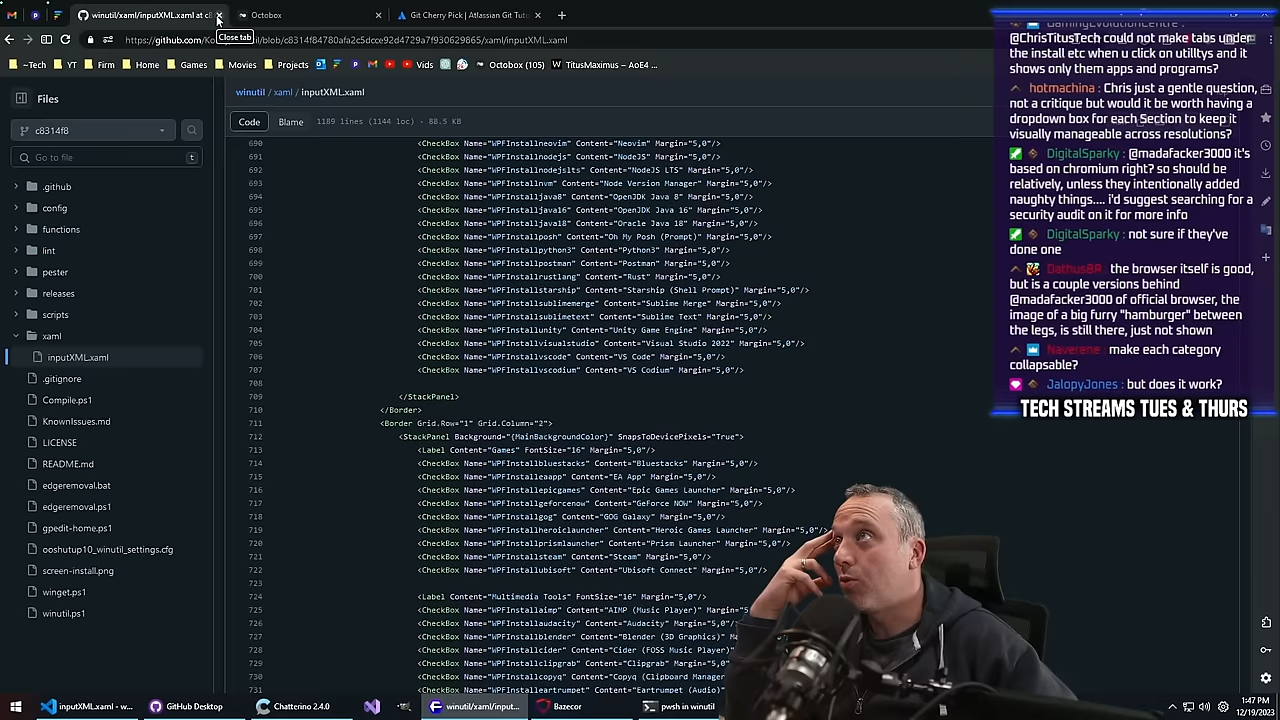 winutil/xaml/inputXML.xaml at c8
Octobox
Git Cherry Pick | Atlassian Git Tuto
Close tab
~Tech
YT
Firm
Home
Games
Movies
Projects
Vids
Octobox (105)
TitusMaximus – AoE4 ...
Files
c8314f8
Go to file
t
.github
config
functions
lint
pester
releases
scripts
xaml
inputXML.xaml
.gitignore
Compile.ps1
KnownIssues.md
LICENSE
README.md
edgeremoval.bat
edgeremoval.ps1
gpedit-home.ps1
ooshutup10_winutil_settings.cfg
screen-install.png
winget.ps1
winutil.ps1
winutil / xaml / inputXML.xaml
Code
Blame
1189 lines (1144 loc) · 88.5 KB
690 <CheckBox Name="WPFInstallneovim" Content="Neovim" Margin="5,0"/>
691 <CheckBox Name="WPFInstallnodejs" Content="NodeJS" Margin="5,0"/>
692 <CheckBox Name="WPFInstallnodejslts" Content="NodeJS LTS" Margin="5,0"/>
693 <CheckBox Name="WPFInstallnvm" Content="Node Version Manager" Margin="5,0"/>
694 <CheckBox Name="WPFInstalljava8" Content="OpenJDK Java 8" Margin="5,0"/>
695 <CheckBox Name="WPFInstalljava16" Content="OpenJDK Java 16" Margin="5,0"/>
696 <CheckBox Name="WPFInstalljava18" Content="Oracle Java 18" Margin="5,0"/>
697 <CheckBox Name="WPFInstallposh" Content="Oh My Posh (Prompt)" Margin="5,0"/>
698 <CheckBox Name="WPFInstallpython3" Content="Python3" Margin="5,0"/>
699 <CheckBox Name="WPFInstallpostman" Content="Postman" Margin="5,0"/>
700 <CheckBox Name="WPFInstallrustlang" Content="Rust" Margin="5,0"/>
701 <CheckBox Name="WPFInstallstarship" Content="Starship (Shell Prompt)" Margin="5,0"/>
702 <CheckBox Name="WPFInstallsublimemerge" Content="Sublime Merge" Margin="5,0"/>
703 <CheckBox Name="WPFInstallsublimetext" Content="Sublime Text" Margin="5,0"/>
704 <CheckBox Name="WPFInstallunity" Content="Unity Game Engine" Margin="5,0"/>
705 <CheckBox Name="WPFInstallvisualstudio" Content="Visual Studio 2022" Margin="5,0"/>
706 <CheckBox Name="WPFInstallvscode" Content="VS Code" Margin="5,0"/>
707 <CheckBox Name="WPFInstallvscodium" Content="VS Codium" Margin="5,0"/>
708
709 </StackPanel>
710 </Border>
711 <Border Grid.Row="1" Grid.Column="2">
712 <StackPanel Background="{MainBackgroundColor}" SnapsToDevicePixels="True">
713 <Label Content="Games" FontSize="16" Margin="5,0"/>
714 <CheckBox Name="WPFInstallbluestacks" Content="Bluestacks" Margin="5,0"/>
715 <CheckBox Name="WPFInstalleaapp" Content="EA App" Margin="5,0"/>
716 <CheckBox Name="WPFInstallepicgames" Content="Epic Games Launcher" Margin="5,0"/>
717 <CheckBox Name="WPFInstallgeforcenow" Content="GeForce NOW" Margin="5,0"/>
718 <CheckBox Name="WPFInstallgog" Content="GOG Galaxy" Margin="5,0"/>
719 <CheckBox Name="WPFInstallheroiclauncher" Content="Heroic Games Launcher" Margin="5,0"/>
720 <CheckBox Name="WPFInstallprismlauncher" Content="Prism Launcher" Margin="5,0"/>
721 <CheckBox Name="WPFInstallsteam" Content="Steam" Margin="5,0"/>
722 <CheckBox Name="WPFInstallubisoft" Content="Ubisoft Connect" Margin="5,0"/>
723
724 <Label Content="Multimedia Tools" FontSize="16" Margin="5,0"/>
725 <CheckBox Name="WPFInstallaimp" Content="AIMP (Music Player)" Margin="5
726 <CheckBox Name="WPFInstallaudacity" Content="Audacity" Margin="5,0"/>
727 <CheckBox Name="WPFInstallblender" Content="Blender (3D Graphics)"
728 <CheckBox Name="WPFInstallcider" Content="Cider (FOSS Music Player)"
729 <CheckBox Name="WPFInstallclipgrab" Content="Clipgrab" Margin="5,0"/>
730 <CheckBox Name="WPFInstallcopyq" Content="Copyq (Clipboard Manager
731 <CheckBox Name="WPFInstalleartrumpet" Content="Eartrumpet (Audio)"
GamingEvolutionCentre :
@ChrisTitusTech could not make tabs under
the install etc when u click on utilltys and it
shows only them apps and programs?
hotmachina : Chris just a gentle question,
not a critique but would it be worth having a
dropdown box for each Section to keep it
visually manageable across resolutions?
DigitalSparky : @madafacker3000 it's
based on chromium right? so should be
relatively, unless they intentionally added
naughty things.... i'd suggest searching for a
security audit on it for more info
DigitalSparky : not sure if they've
done one
DathusBR the browser itself is good,
but is a couple versions behind
@madafacker3000 of official browser, the
image of a big furry "hamburger" between
the legs, is still there, just not shown
Naverene : make each category
collapsable?
JalopyJones : but does it work?
TECH STREAMS TUES & THURS
inputXML.xaml - w...
GitHub Desktop
Chatterino 2.4.0
winutil/xaml/input...
Bazecor
pwsh in winutil
1:47 PM
12/19/2023